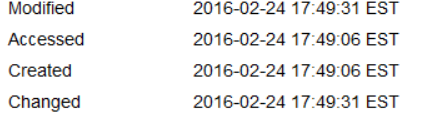 Modified 2016-02-24 17:49:31 EST
Accessed 2016-02-24 17:49:06 EST
Created 2016-02-24 17:49:06 EST
Changed 2016-02-24 17:49:31 EST